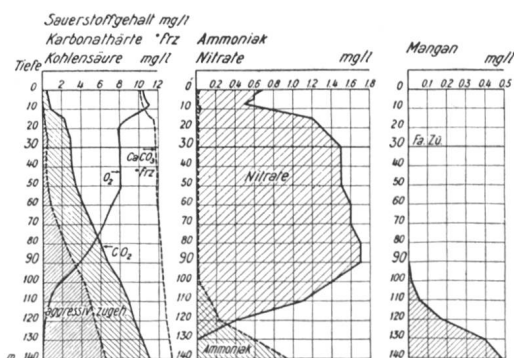 Sauerstoffgehalt mg/l
Karbonathärte °frz
Kohlensäure mg/l
Tiefe
2 4 6 8 10 12
0
10
20
30
40
50
60
70
80
90
100
110
120
130
m 140
CaCO₃
°frz
O₂
CO₂
aggressiv zugeh.
Ammoniak
Nitrate mg/l
0.2 0.4 0.6 0.8 1.0 1.2 1.4 1.6 1.8
0
10
20
30
40
50
60
70
80
90
100
110
120
130
140
Nitrate
Ammoniak
Mangan mg/l
0.1 0.2 0.3 0.4 0.5
0
10
20
30
40
50
60
70
80
90
100
110
120
130
140
Fa. Zü.